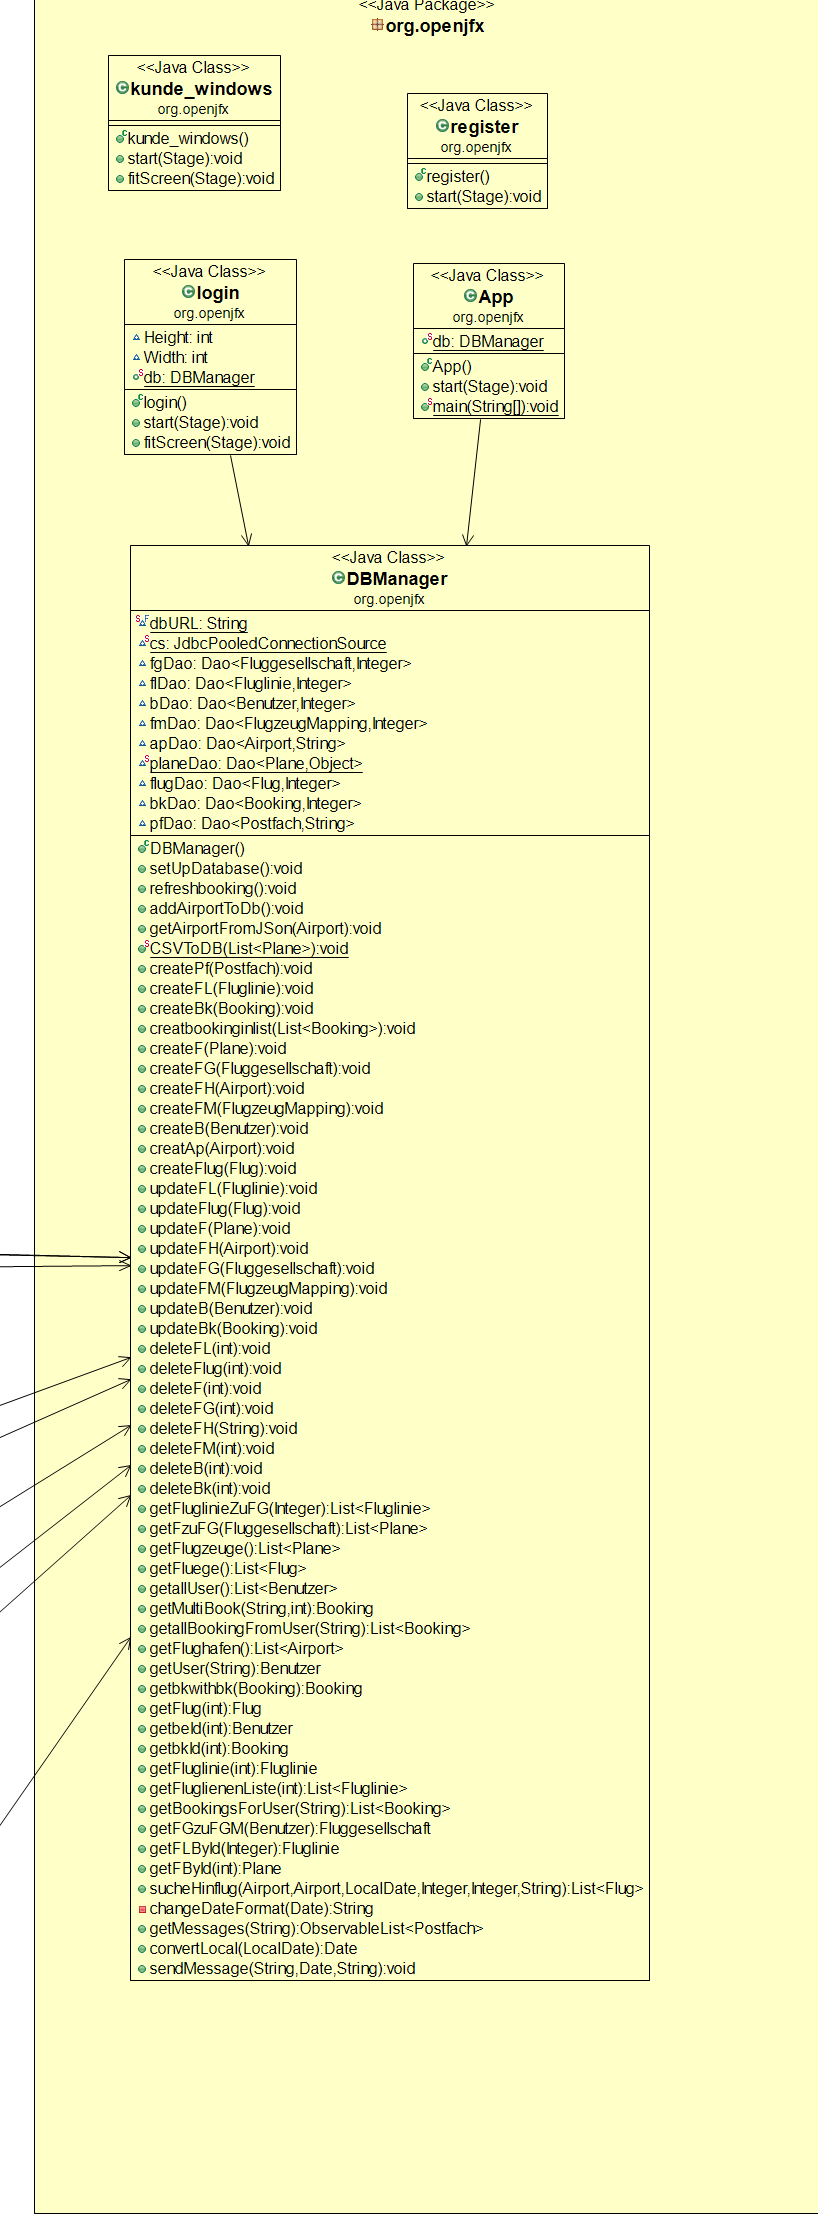 <<Java Package>>
org.openjfx
<<Java Class>>
kunde_windows
org.openjfx
kunde_windows()
start(Stage):void
fitScreen(Stage):void
<<Java Class>>
register
org.openjfx
register()
start(Stage):void
<<Java Class>>
login
org.openjfx
Height: int
Width: int
db: DBManager
login()
start(Stage):void
fitScreen(Stage):void
<<Java Class>>
App
org.openjfx
db: DBManager
App()
start(Stage):void
main(String[]):void
<<Java Class>>
DBManager
org.openjfx
dbURL: String
cs: JdbcPooledConnectionSource
fgDao: Dao<Fluggesellschaft,Integer>
flDao: Dao<Fluglinie,Integer>
bDao: Dao<Benutzer,Integer>
fmDao: Dao<FlugzeugMapping,Integer>
apDao: Dao<Airport,String>
planeDao: Dao<Plane,Object>
flugDao: Dao<Flug,Integer>
bkDao: Dao<Booking,Integer>
pfDao: Dao<Postfach,String>
DBManager()
setUpDatabase():void
refreshbooking():void
addAirportToDb():void
getAirportFromJSon(Airport):void
CSVToDB(List<Plane>):void
createPf(Postfach):void
createFL(Fluglinie):void
createBk(Booking):void
creatbookinginlist(List<Booking>):void
createF(Plane):void
createFG(Fluggesellschaft):void
createFH(Airport):void
createFM(FlugzeugMapping):void
createB(Benutzer):void
creatAp(Airport):void
createFlug(Flug):void
updateFL(Fluglinie):void
updateFlug(Flug):void
updateF(Plane):void
updateFH(Airport):void
updateFG(Fluggesellschaft):void
updateFM(FlugzeugMapping):void
updateB(Benutzer):void
updateBk(Booking):void
deleteFL(int):void
deleteFlug(int):void
deleteF(int):void
deleteFG(int):void
deleteFH(String):void
deleteFM(int):void
deleteB(int):void
deleteBk(int):void
getFluglinieZuFG(Integer):List<Fluglinie>
getFzuFG(Fluggesellschaft):List<Plane>
getFlugzeuge():List<Plane>
getFluege():List<Flug>
getallUser():List<Benutzer>
getMultiBook(String,int):Booking
getallBookingFromUser(String):List<Booking>
getFlughafen():List<Airport>
getUser(String):Benutzer
getbkwithbk(Booking):Booking
getFlug(int):Flug
getbeId(int):Benutzer
getbkId(int):Booking
getFluglinie(int):Fluglinie
getFluglienenListe(int):List<Fluglinie>
getBookingsForUser(String):List<Booking>
getFGzuFGM(Benutzer):Fluggesellschaft
getFLById(Integer):Fluglinie
getFById(int):Plane
sucheHinflug(Airport,Airport,LocalDate,Integer,Integer,String):List<Flug>
changeDateFormat(Date):String
getMessages(String):ObservableList<Postfach>
convertLocal(LocalDate):Date
sendMessage(String,Date,String):void